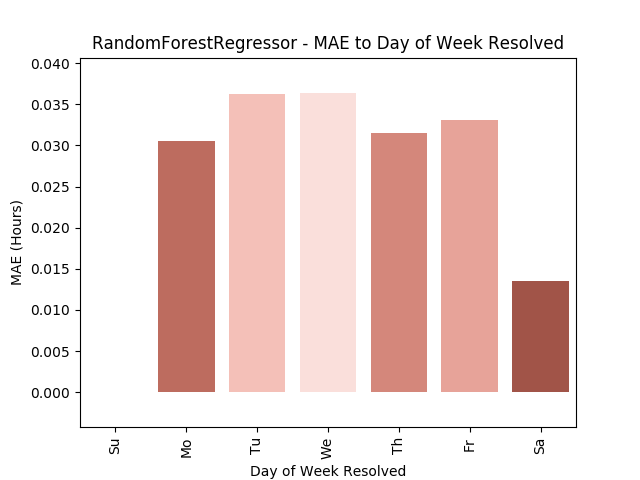 RandomForestRegressor - MAE to Day of Week Resolved
0.040
0.035
0.030
0.025
0.020
0.015
0.010
0.005
0.000
MAE (Hours)
Su
Mo
Tu
We
Th
Fr
Sa
Day of Week Resolved